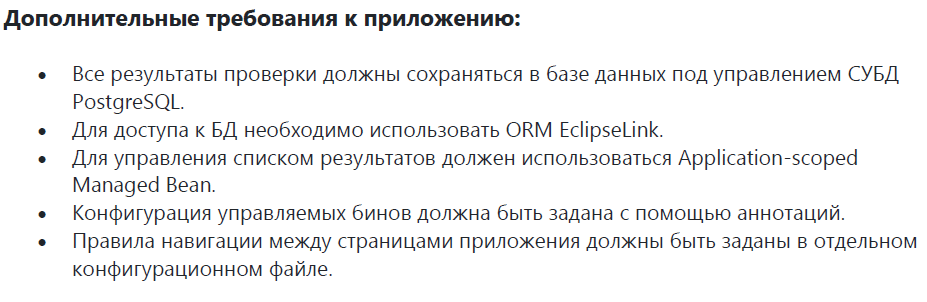 Дополнительные требования к приложению:
• Все результаты проверки должны сохраняться в базе данных под управлением СУБД
PostgreSQL.
• Для доступа к БД необходимо использовать ORM EclipseLink.
• Для управления списком результатов должен использоваться Application-scoped
Managed Bean.
• Конфигурация управляемых бинов должна быть задана с помощью аннотаций.
• Правила навигации между страницами приложения должны быть заданы в отдельном
конфигурационном файле.